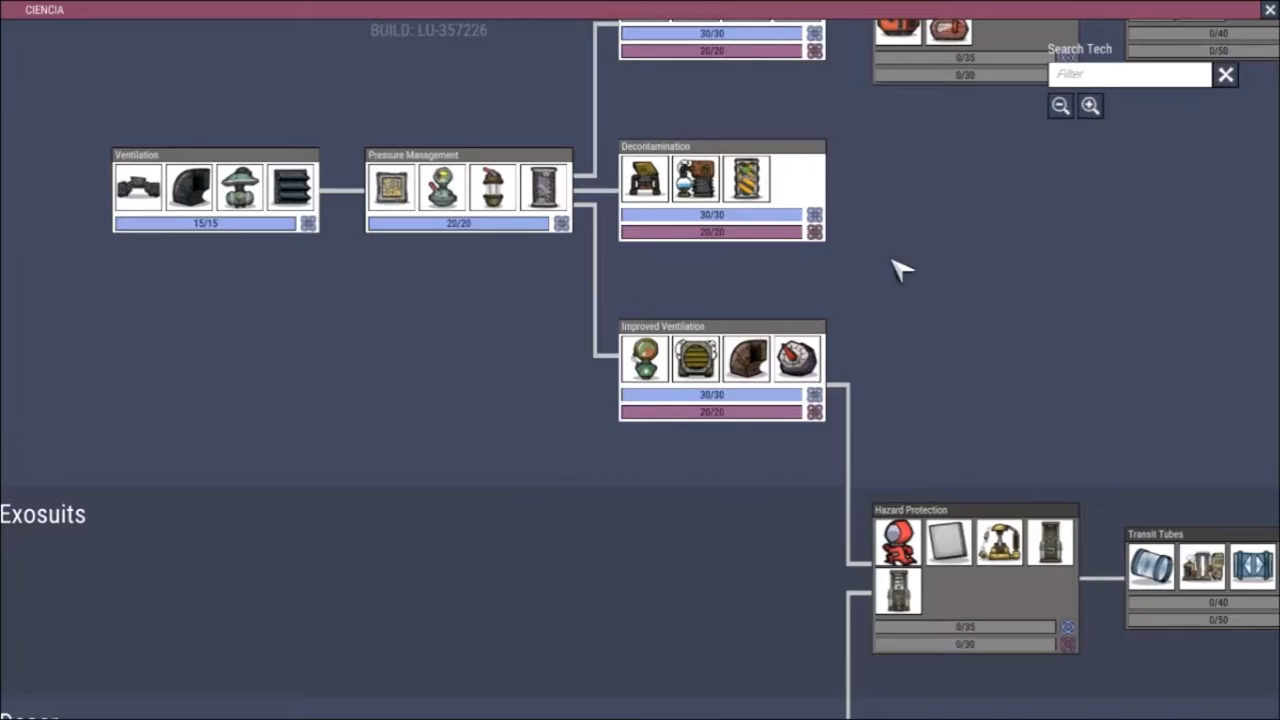 CIENCIA
BUILD: LU-357226
30/30
20/20
0/35
0/30
0/40
0/50
Search Tech
Filter
Ventilation
15/15
Pressure Management
20/20
Decontamination
30/30
20/20
Improved Ventilation
30/30
20/20
Exosuits
Hazard Protection
0/35
0/30
Transit Tubes
0/40
0/50